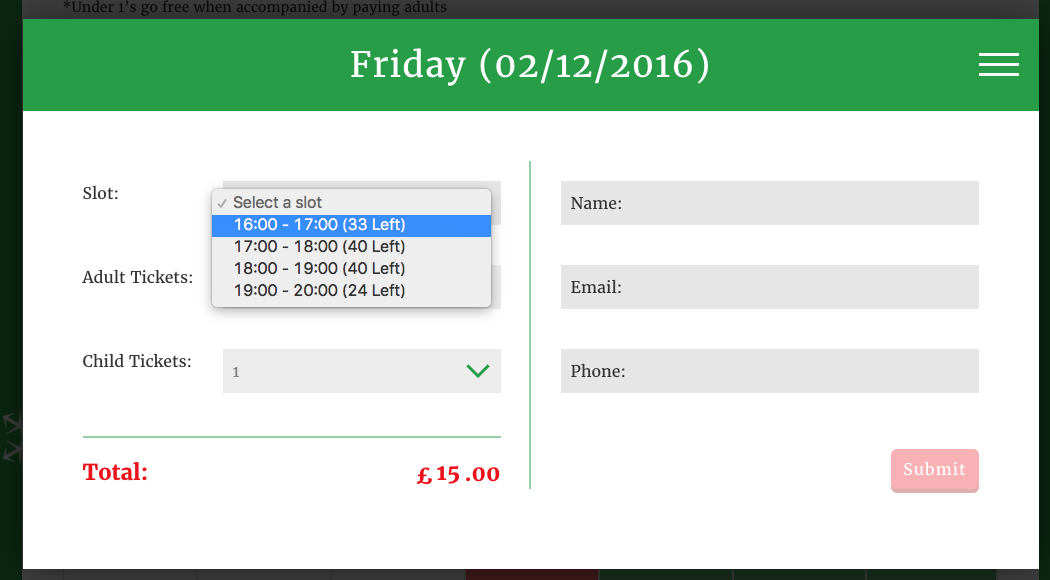 *Under 1's go free when accompanied by paying adults
Friday (02/12/2016)
Slot:
✓ Select a slot
16:00 - 17:00 (33 Left)
17:00 - 18:00 (40 Left)
18:00 - 19:00 (40 Left)
19:00 - 20:00 (24 Left)
Adult Tickets:
Child Tickets:
1
Total:
£15.00
Name:
Email:
Phone:
Submit